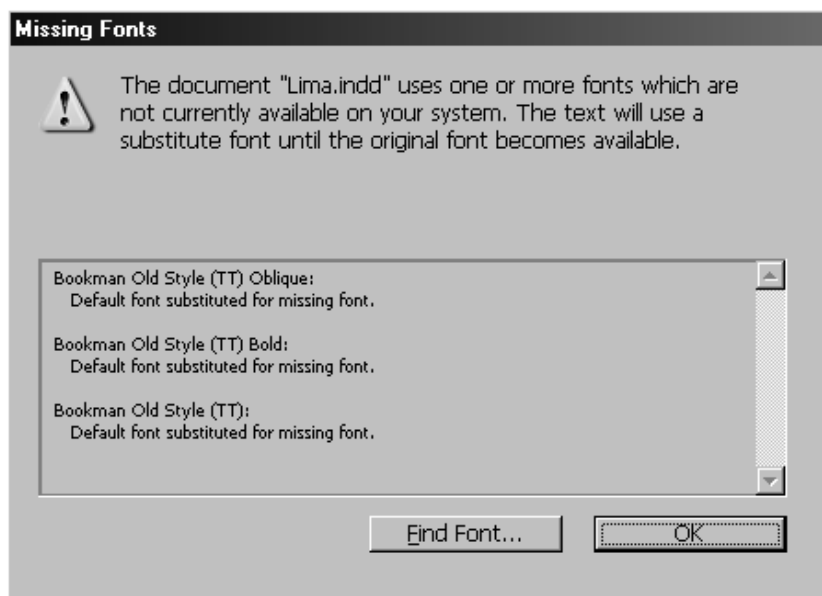 Missing Fonts
The document "Lima.indd" uses one or more fonts which are
not currently available on your system. The text will use a
substitute font until the original font becomes available.
Bookman Old Style (TT) Oblique:
Default font substituted for missing font.
Bookman Old Style (TT) Bold:
Default font substituted for missing font.
Bookman Old Style (TT):
Default font substituted for missing font.
Find Font... OK